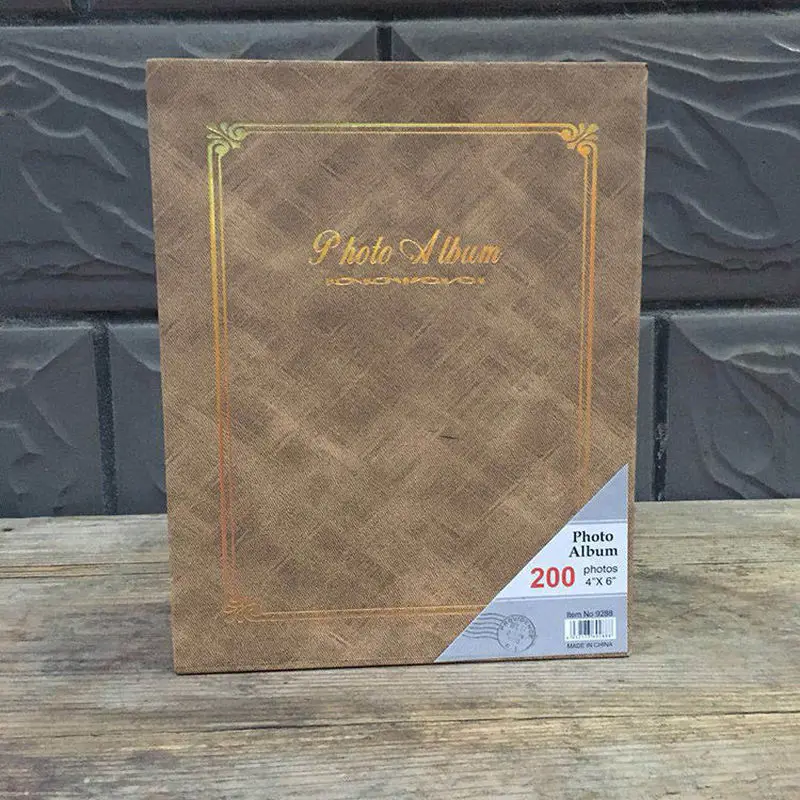 Photo Album
Photo
Album
200 photos
4"X 6"
Item No 9288
MADE IN CHINA